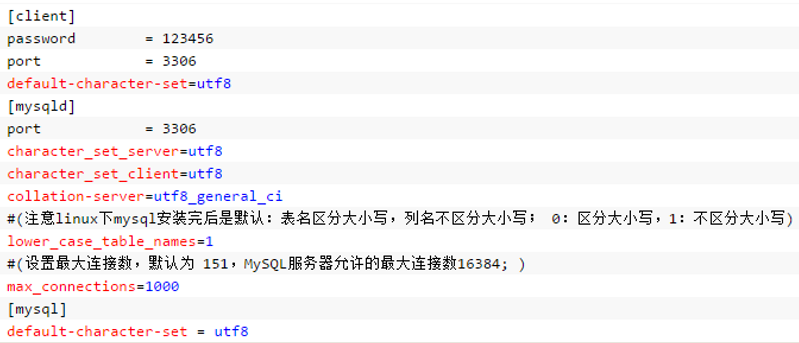 [client]
password         = 123456
port             = 3306
default-character-set=utf8
[mysqld]
port             = 3306
character_set_server=utf8
character_set_client=utf8
collation-server=utf8_general_ci
#(注意linux下mysql安装完后是默认：表名区分大小写，列名不区分大小写； 0：区分大小写，1：不区分大小写)
lower_case_table_names=1
#(设置最大连接数，默认为 151，MySQL服务器允许的最大连接数16384; )
max_connections=1000
[mysql]
default-character-set = utf8